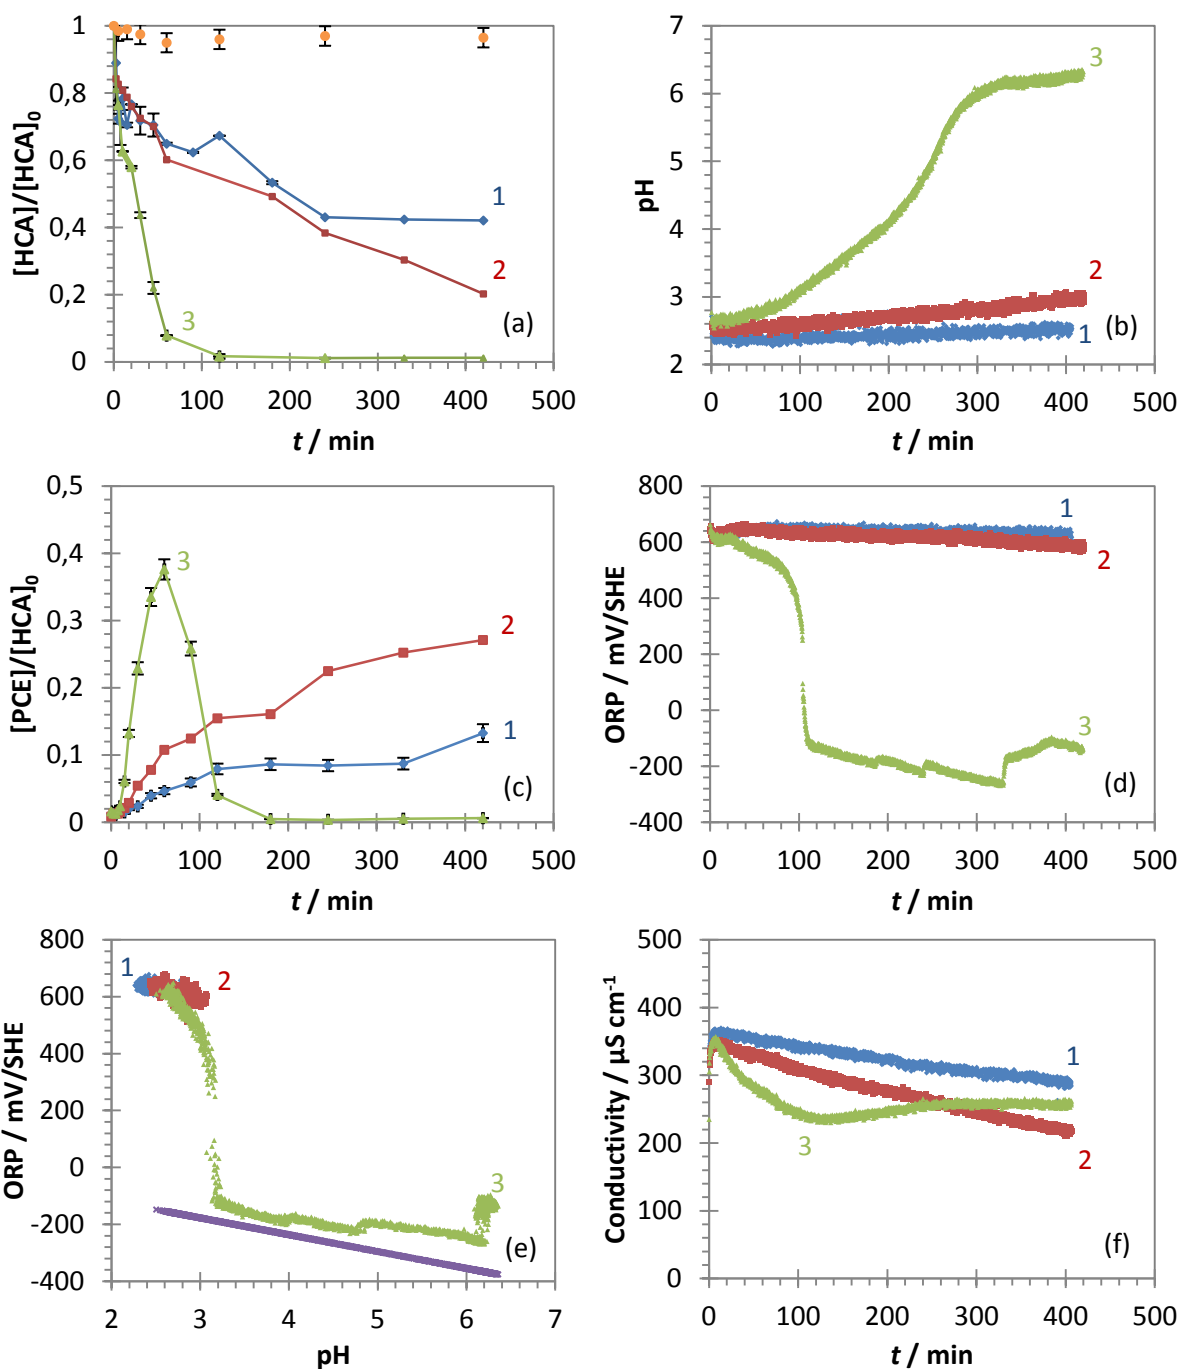 1
0,8
0,6
0,4
0,2
0
[HCA]/[HCA]0
0 100 200 300 400 500
t / min
1
2
3
(a)
7
6
5
4
3
2
pH
0 100 200 300 400 500
t / min
3
2
1
(b)
0,5
0,4
0,3
0,2
0,1
0
[PCE]/[HCA]0
0 100 200 300 400 500
t / min
3
2
1
(c)
800
600
400
200
0
-200
-400
ORP / mV/SHE
0 100 200 300 400 500
t / min
1
2
3
(d)
800
600
400
200
0
-200
-400
ORP / mV/SHE
2 3 4 5 6 7
pH
1
2
3
(e)
500
400
300
200
100
0
Conductivity / µS cm-1
0 100 200 300 400 500
t / min
1
3
2
(f)